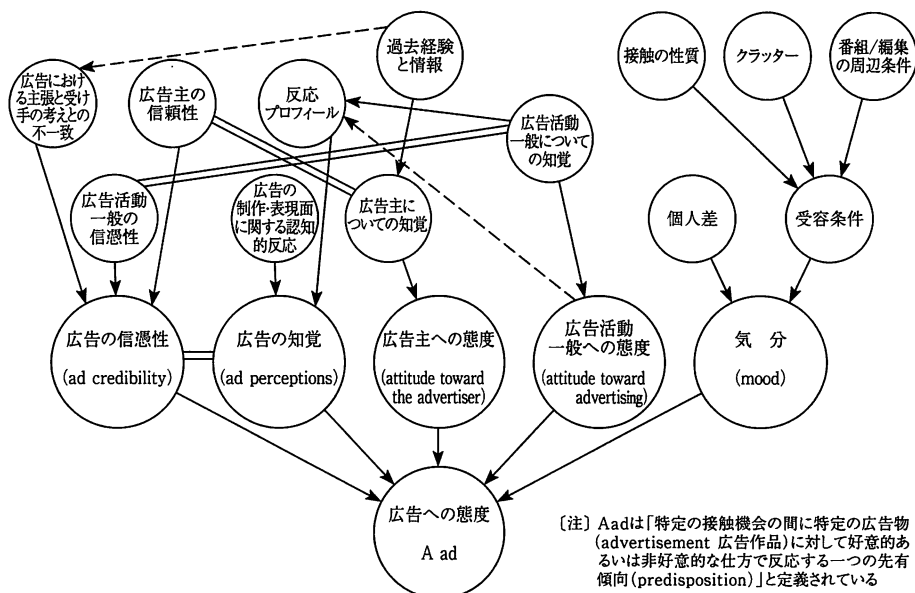 過去経験
と情報
接触の性質
クラッター
番組/編集
の周辺条件
広告におけ
る主張と受け
手の考えとの
不一致
広告主の
信頼性
反応
プロフィール
広告活動
一般について
の知覚
広告活動
一般の
信憑性
広告の
制作・表現面
に関する認知
的反応
広告主に
ついての知覚
個人差
受容条件
広告の信憑性
(ad credibility)
広告の知覚
(ad perceptions)
広告主への態度
(attitude toward
the advertiser)
広告活動
一般への態度
(attitude toward
advertising)
気 分
(mood)
広告への態度
A ad
〔注〕 Aadは「特定の接触機会の間に特定の広告物
(advertisement 広告作品)に対して好意的あ
るいは非好意的な仕方で反応する一つの先有
傾向(predisposition)」と定義されている